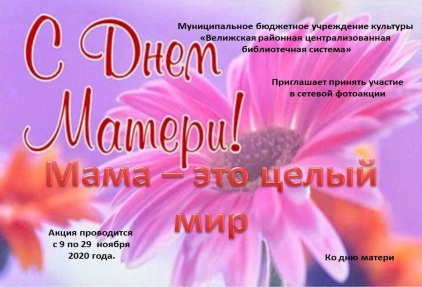 Муниципальное бюджетное учреждение культуры
«Велижская районная централизованная
библиотечная система»
С Днем
Матери!
Приглашает принять участие
в сетевой фотоакции
Мама – это целый
мир
Акция проводится
с 9 по 29 ноября
2020 года.
Ко дню матери